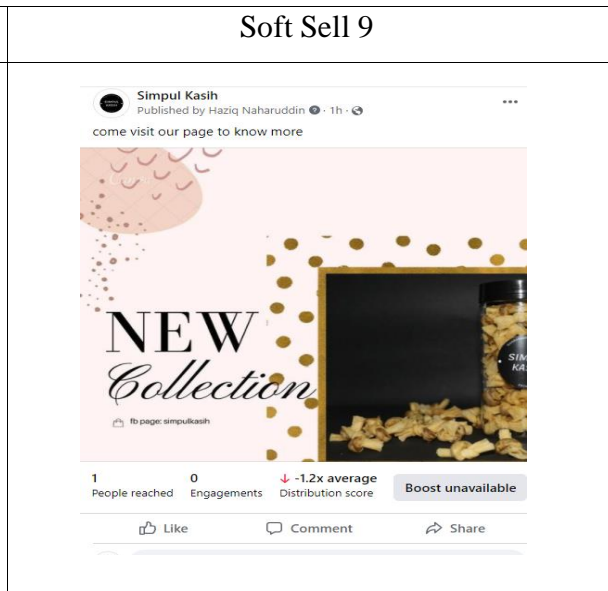 Soft Sell 9
Simpul Kasih
Published by Haziq Naharuddin · 1h ·
come visit our page to know more
NEW
Collection
fb page: simpulkasih
1
People reached
0
Engagements
-1.2x average
Distribution score
Boost unavailable
Like
Comment
Share